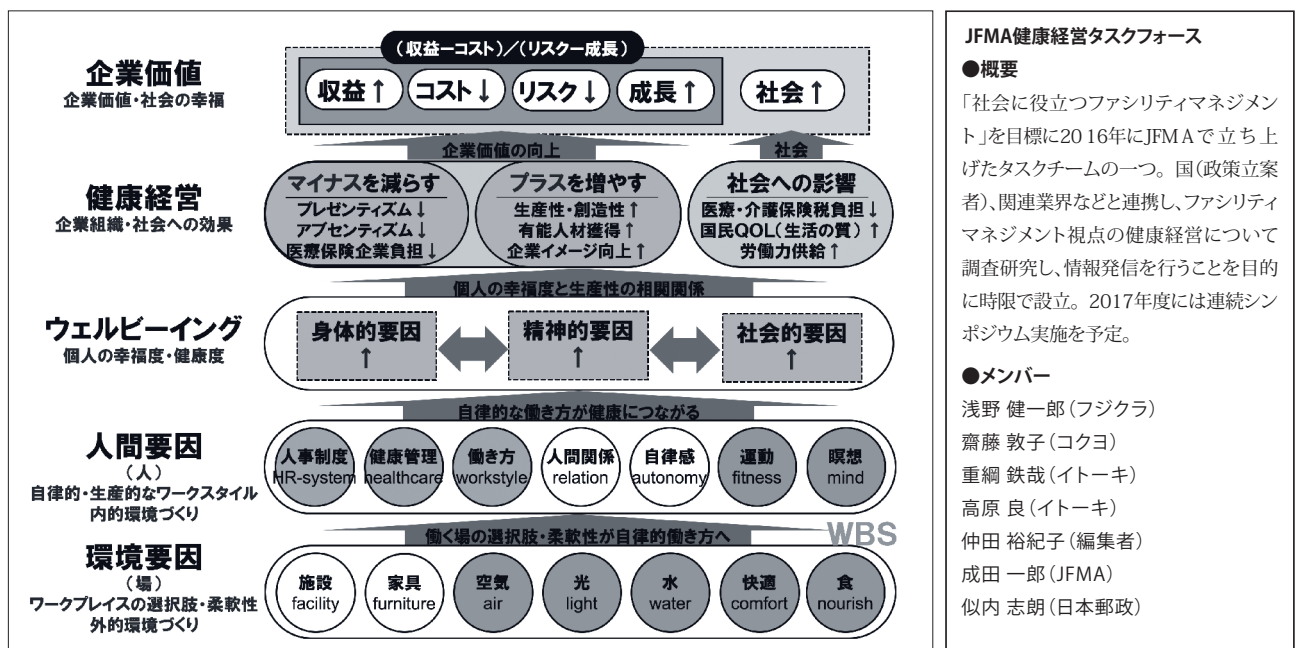 (収益ーコスト)/(リスクー成長)
企業価値
企業価値・社会の幸福
収益↑ コスト↓ リスク↓ 成長↑ 社会↑
企業価値の向上 社会
健康経営
企業組織・社会への効果
マイナスを減らす
プレゼンティズム↓
アブセンティズム↓
医療保険企業負担↓
プラスを増やす
生産性・創造性↑
有能人材獲得↑
企業イメージ向上↑
社会への影響
医療・介護保険税負担↓
国民QOL(生活の質)↑
労働力供給↑
個人の幸福度と生産性の相関関係
ウェルビーイング
個人の幸福度・健康度
身体的要因
↑
精神的要因
↑
社会的要因
↑
自律的な働き方が健康につながる
人間要因
(人)
自律的・生産的なワークスタイル
内的環境づくり
人事制度 健康管理 働き方 人間関係 自律感 運動 瞑想
HR-system healthcare workstyle relation autonomy fitness mind
働く場の選択肢・柔軟性が自律的働き方へ
WBS
環境要因
(場)
ワークプレイスの選択肢・柔軟性
外的環境づくり
施設 家具 空気 光 水 快適 食
facility furniture air light water comfort nourish
JFMA健康経営タスクフォース
●概要
「社会に役立つファシリティマネジメン
ト」を目標に2016年にJFMAで立ち上
げたタスクチームの一つ。国(政策立案
者)、関連業界などと連携し、ファシリティ
マネジメント視点の健康経営について
調査研究し、情報発信を行うことを目的
に時限で設立。2017年度には連続シン
ポジウム実施を予定。
●メンバー
浅野 健一郎(フジクラ)
齋藤 敦子(コクヨ)
重綱 鉄哉(イトーキ)
高原 良(イトーキ)
仲田 裕紀子(編集者)
成田 一郎(JFMA)
似内 志朗(日本郵政)